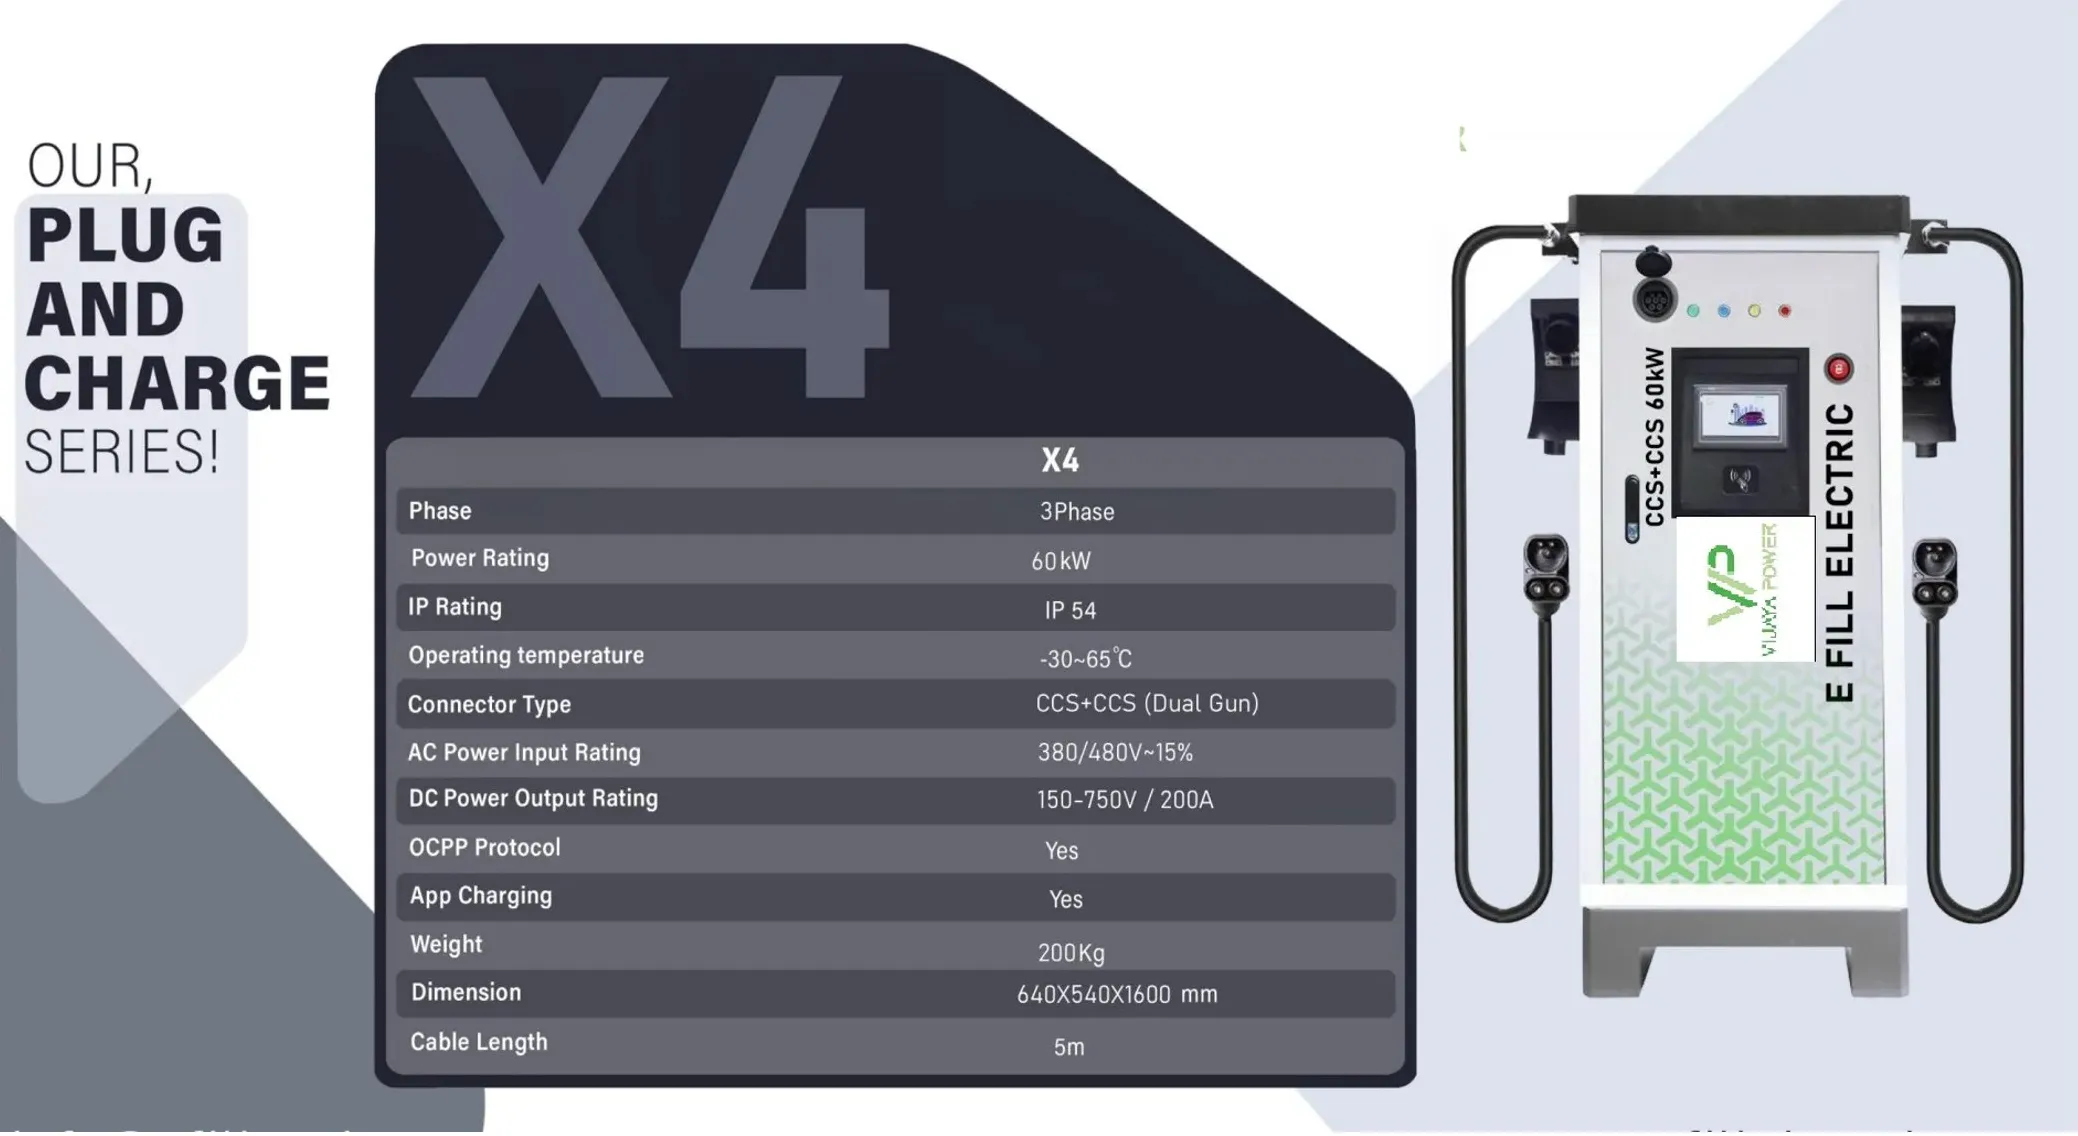 OUR,
PLUG
AND
CHARGE
SERIES!
X4
X4
Phase 3Phase
Power Rating 60kW
IP Rating IP 54
Operating temperature -30~65℃
Connector Type CCS+CCS (Dual Gun)
AC Power Input Rating 380/480V~15%
DC Power Output Rating 150-750V / 200A
OCPP Protocol Yes
App Charging Yes
Weight 200Kg
Dimension 640X540X1600 mm
Cable Length 5m
CCS+CCS 60kW
E FILL ELECTRIC
VP
VIJAYA POWER